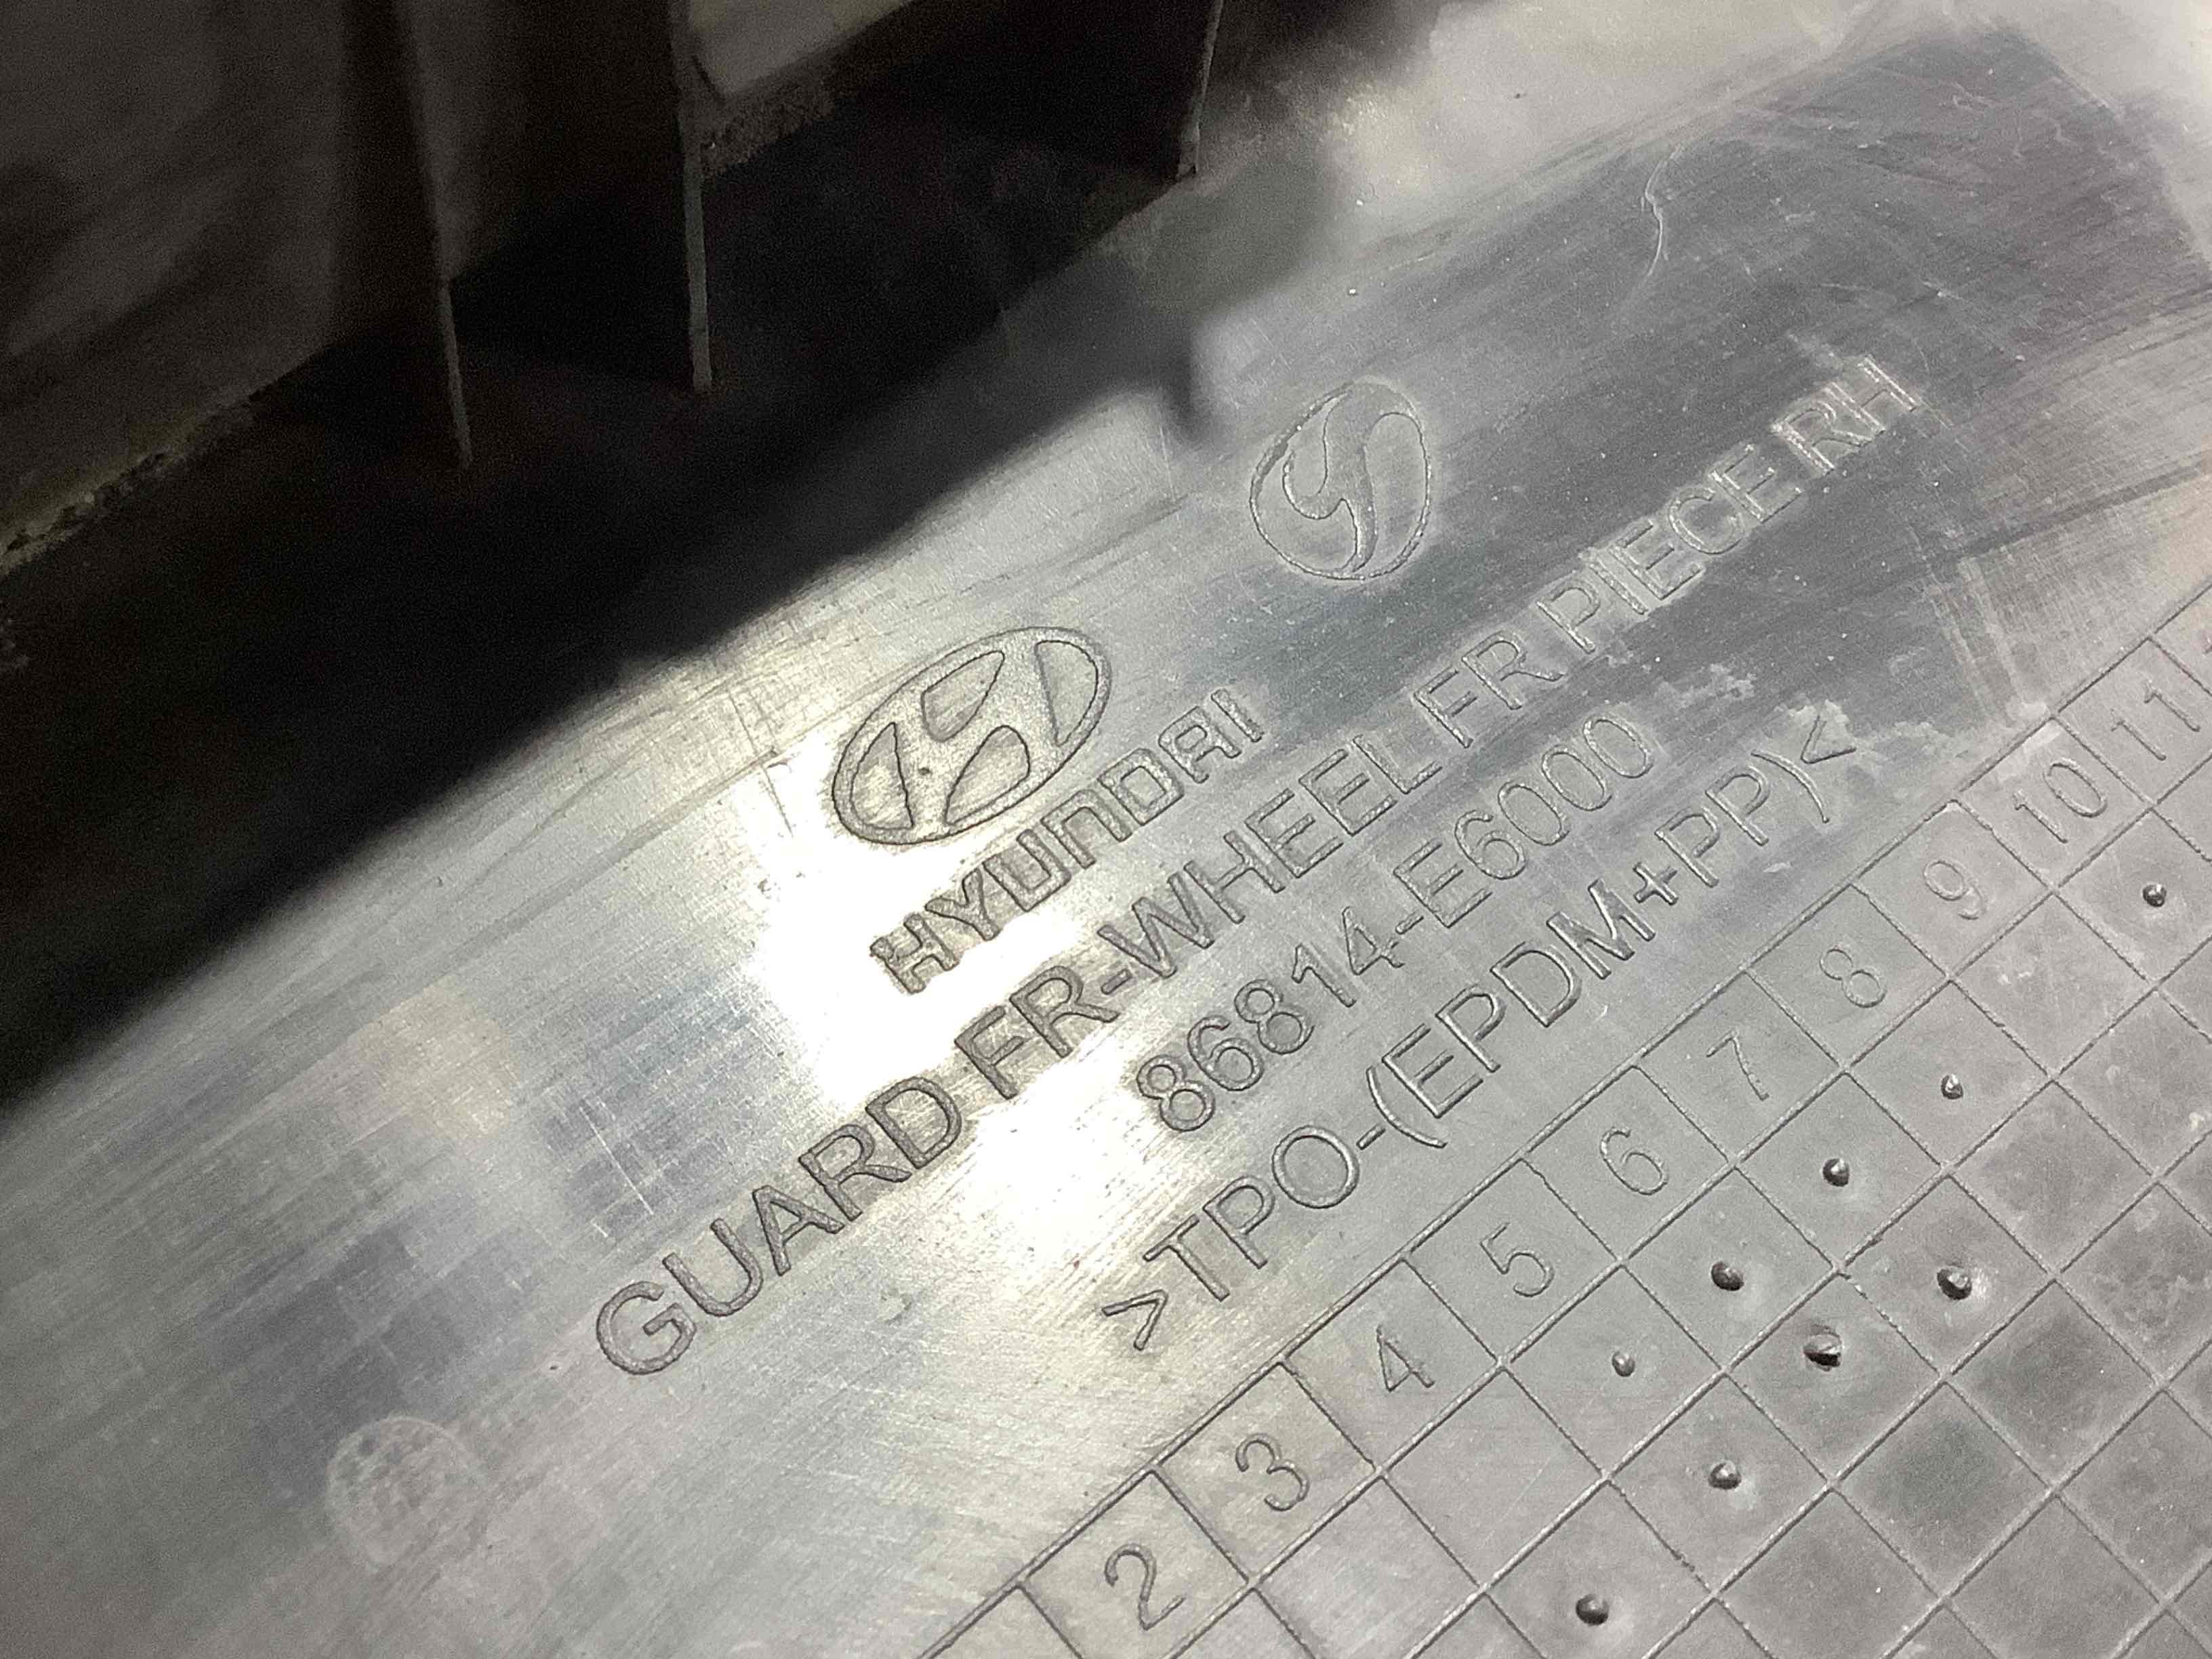 HYUNDAI
GUARD FR-WHEEL FR PIECE RH
86814-E6000
>TPO-(EPDM+PP)<
2 3 4 5 6 7 8 9 10 11